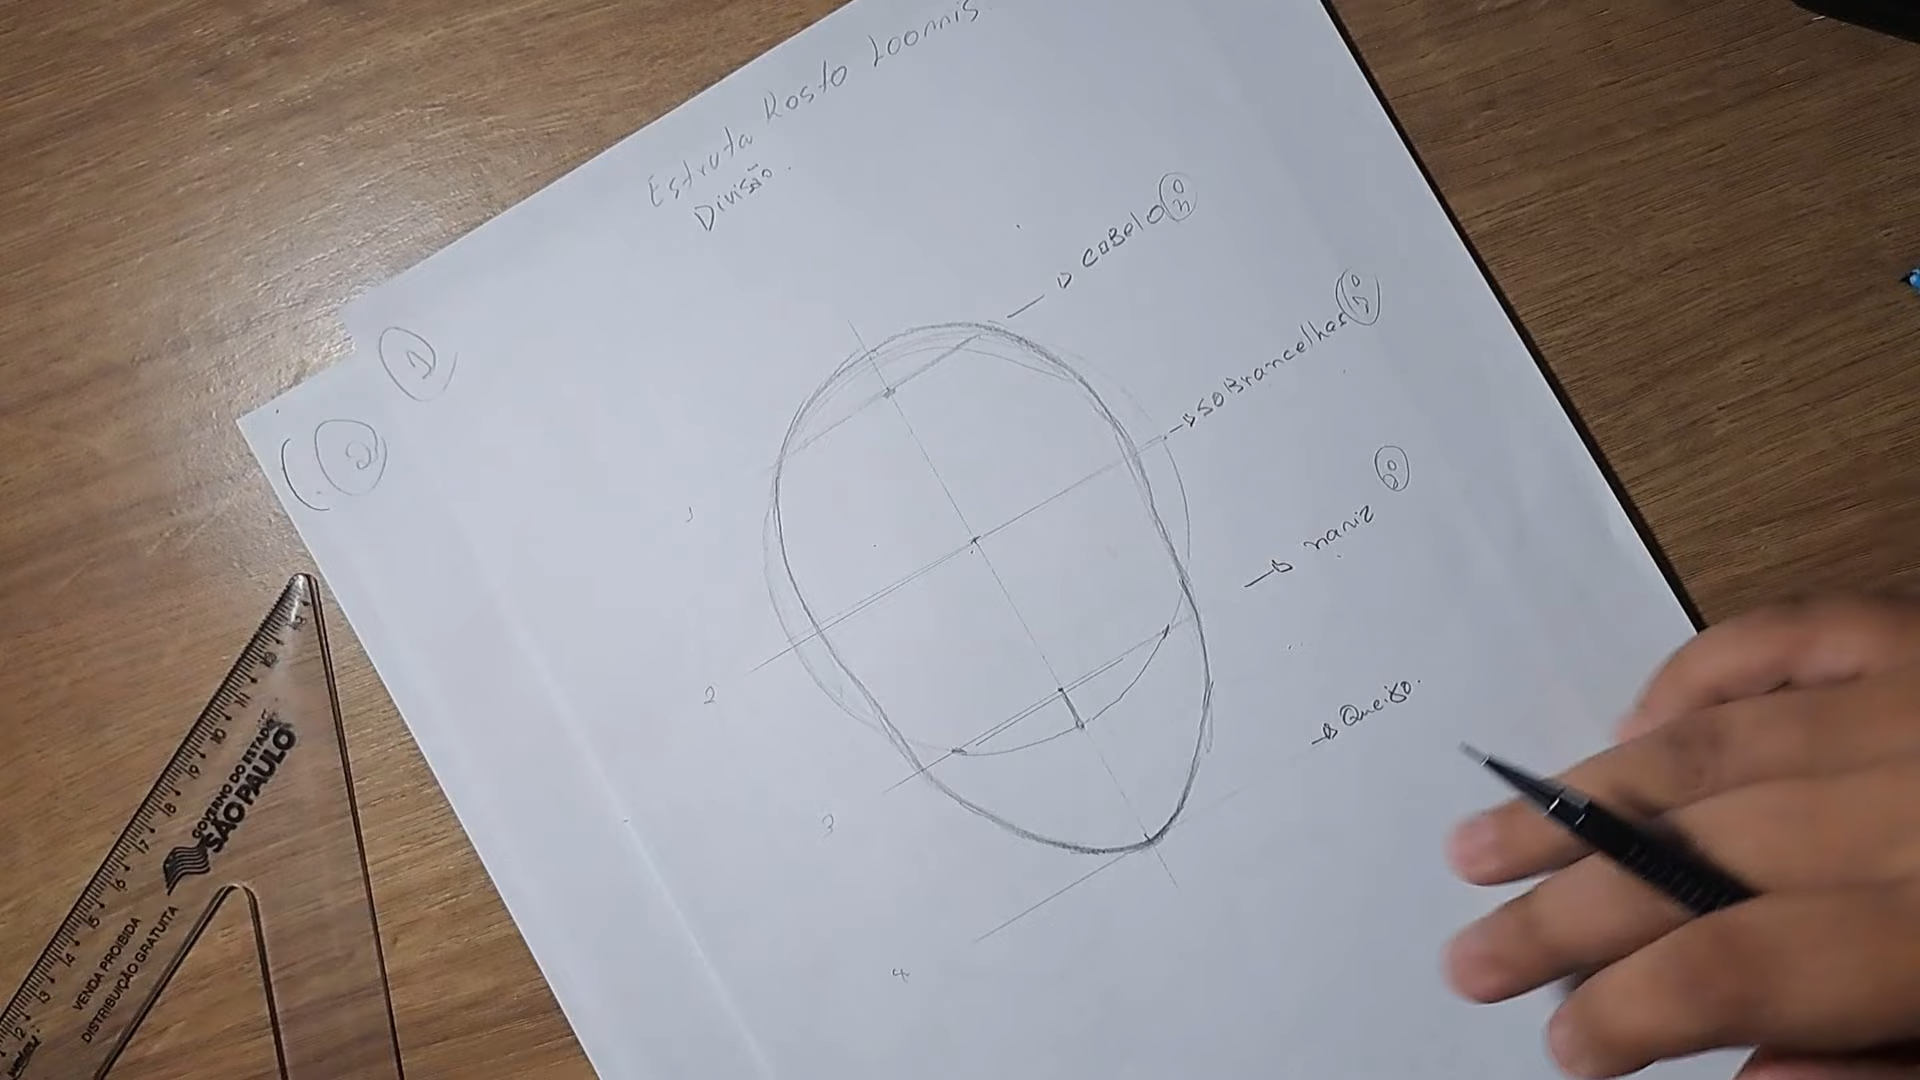 Estruta Rosto Loomis.
Divisão.
cabelo
sobrancelhas
nariz
Queixo.
1
2
3
4
2
GOVERNO DO ESTADO
SÃO PAULO
VENDA PROIBIDA
DISTRIBUIÇÃO GRATUITA